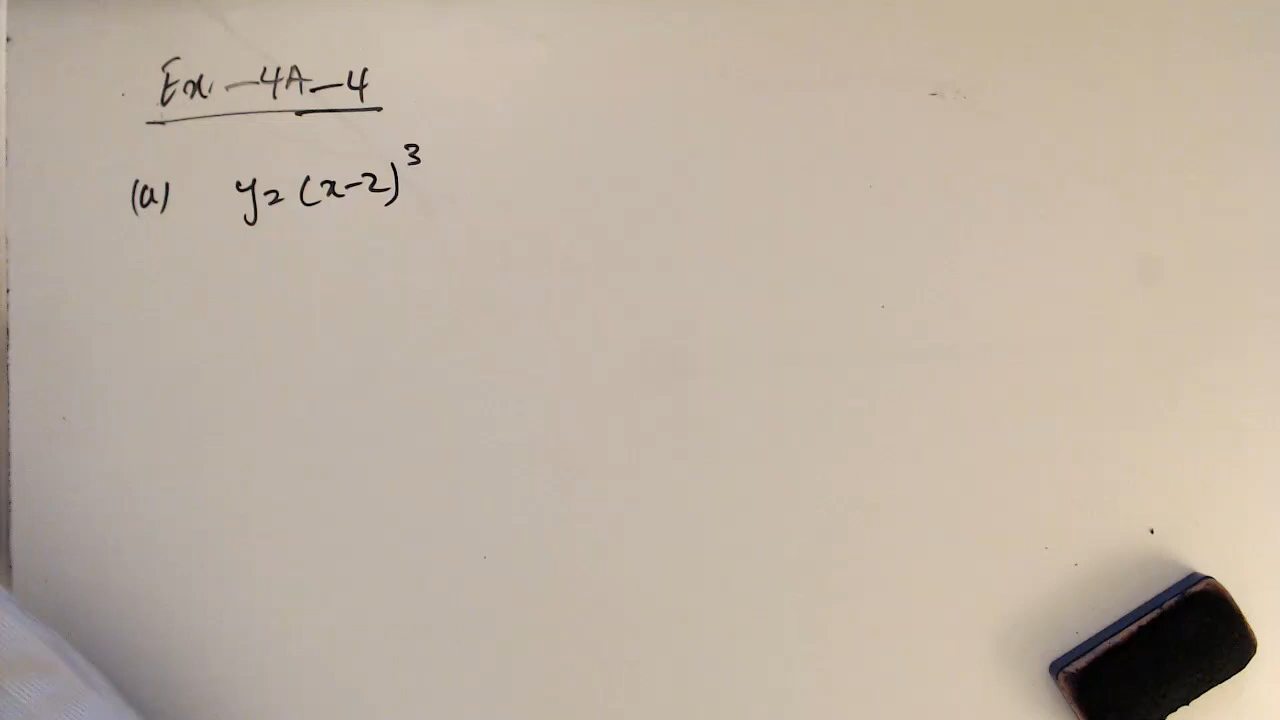 Ex. - 4A - 4
(a) y = (x-2)³